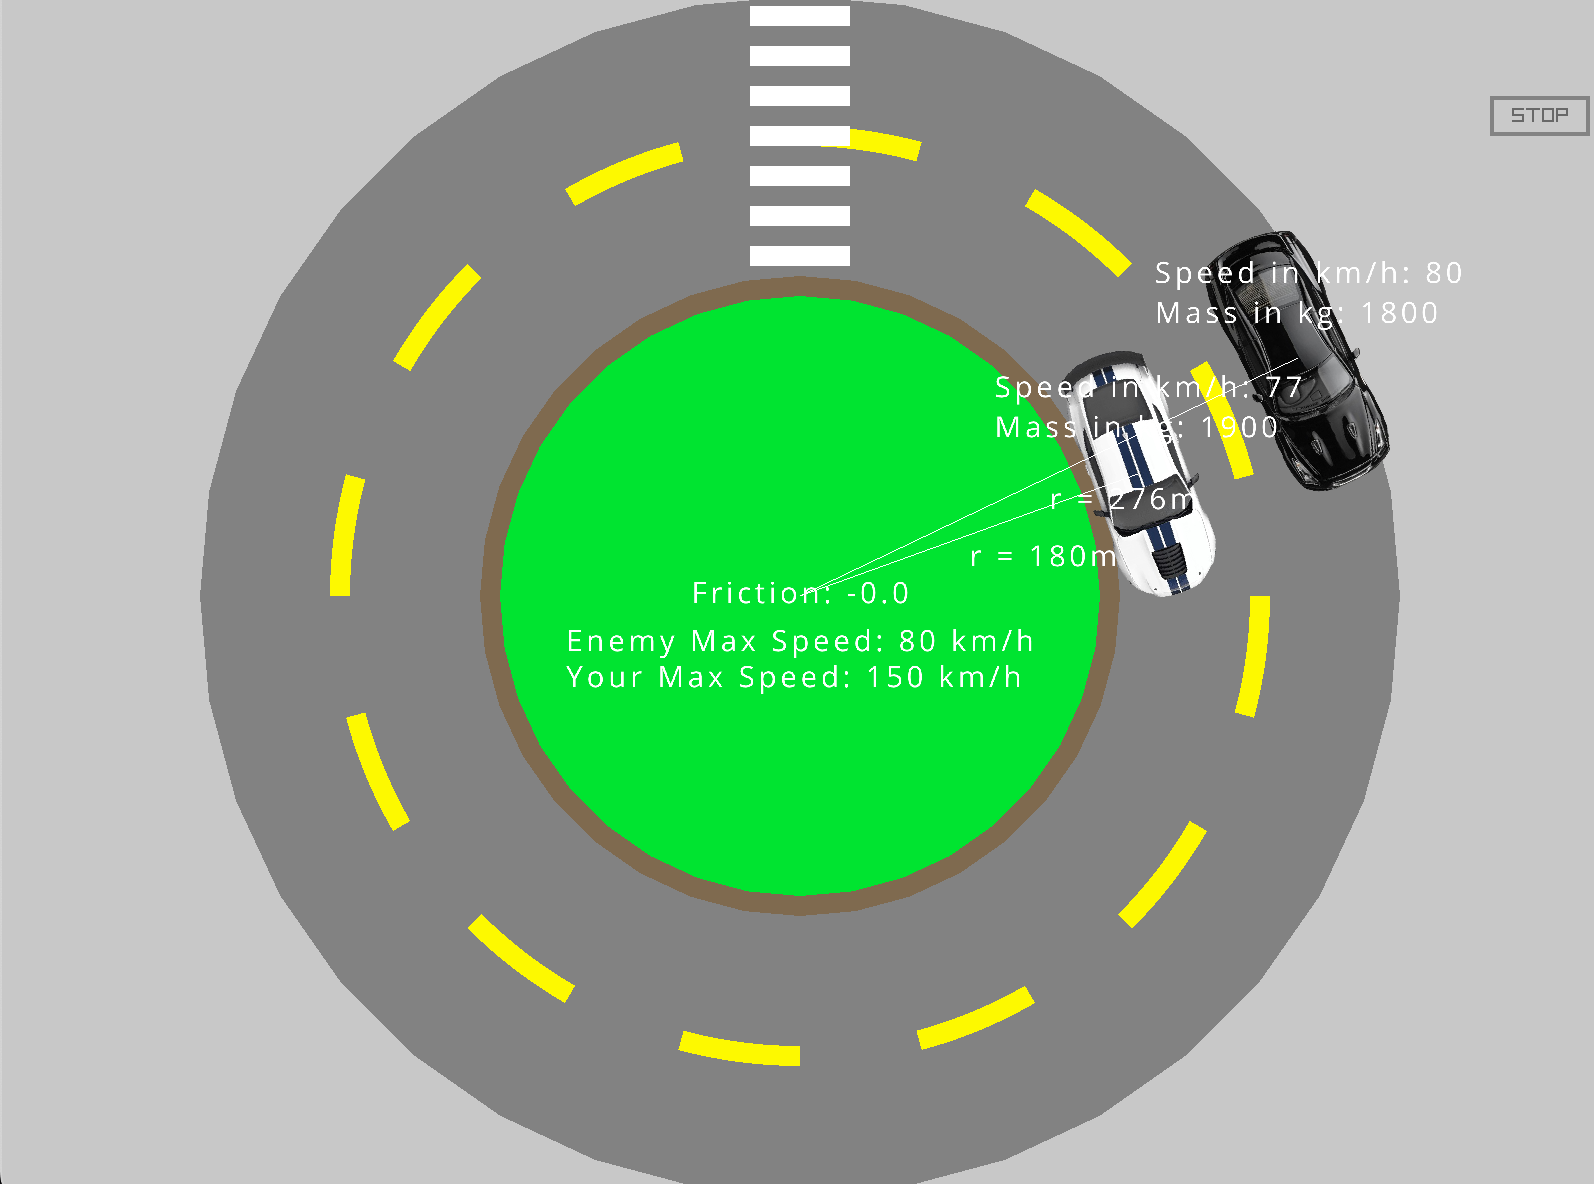 STOP
Speed in km/h: 80
Mass in kg: 1800
Speed in km/h: 77
Mass in kg: 1900
r = 276m
r = 180m
Friction: -0.0
Enemy Max Speed: 80 km/h
Your Max Speed: 150 km/h